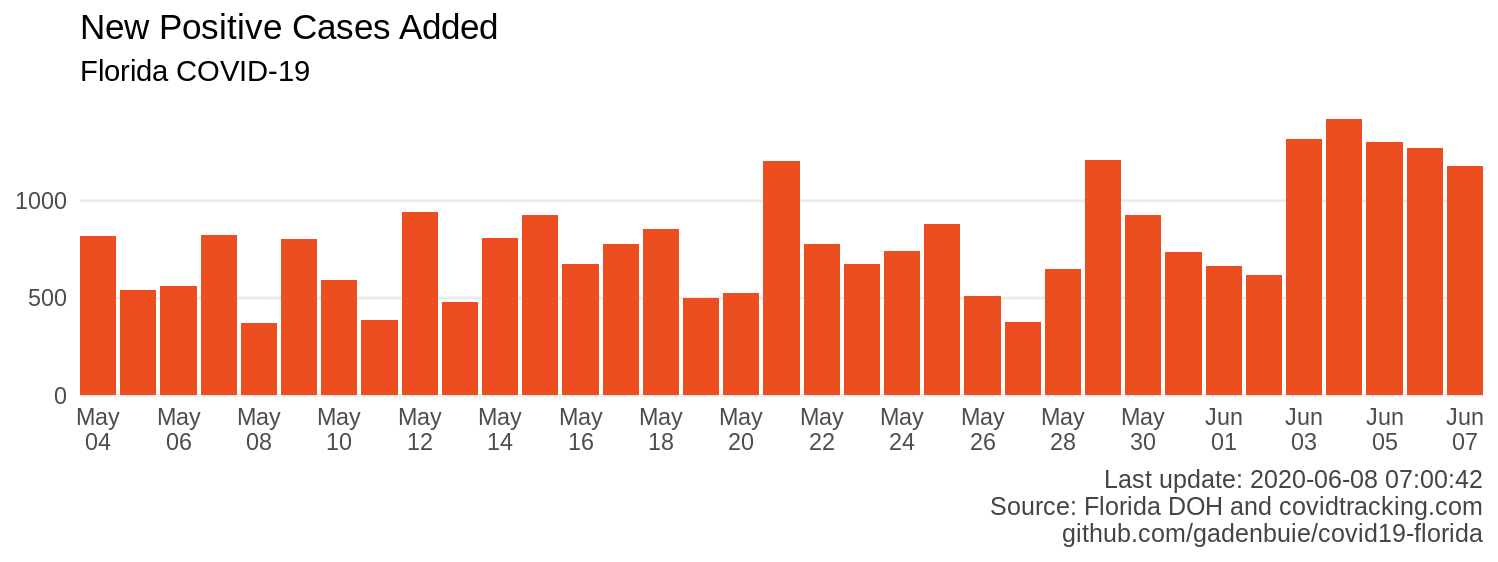 New Positive Cases Added
Florida COVID-19
1000
500
0
May May May May May May May May May May May May May May Jun Jun Jun Jun
04 06 08 10 12 14 16 18 20 22 24 26 28 30 01 03 05 07
Last update: 2020-06-08 07:00:42
Source: Florida DOH and covidtracking.com
github.com/gadenbuie/covid19-florida